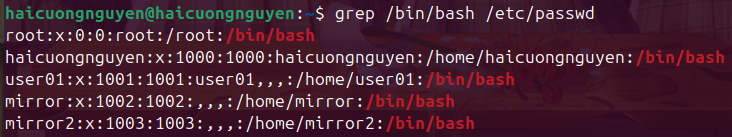 haicuongnguyen@haicuongnguyen:~$ grep /bin/bash /etc/passwd
root:x:0:0:root:/root:/bin/bash
haicuongnguyen:x:1000:1000:haicuongnguyen:/home/haicuongnguyen:/bin/bash
user01:x:1001:1001:user01,,,:/home/user01:/bin/bash
mirror:x:1002:1002:,,,:/home/mirror:/bin/bash
mirror2:x:1003:1003:,,,:/home/mirror2:/bin/bash